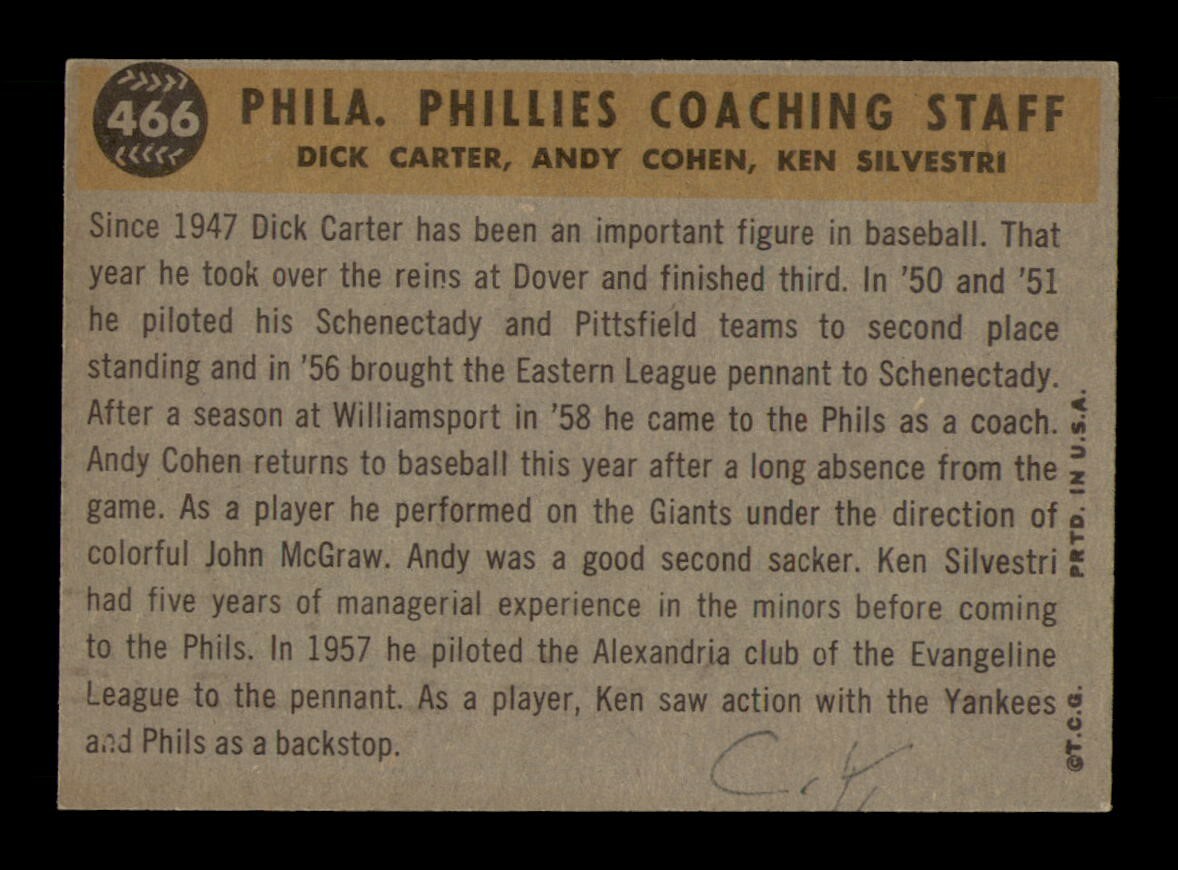 466
PHILA. PHILLIES COACHING STAFF
DICK CARTER, ANDY COHEN, KEN SILVESTRI
Since 1947 Dick Carter has been an important figure in baseball. That
year he took over the reins at Dover and finished third. In '50 and '51
he piloted his Schenectady and Pittsfield teams to second place
standing and in '56 brought the Eastern League pennant to Schenectady.
After a season at Williamsport in '58 he came to the Phils as a coach.
Andy Cohen returns to baseball this year after a long absence from the
game. As a player he performed on the Giants under the direction of
colorful John McGraw. Andy was a good second sacker. Ken Silvestri
had five years of managerial experience in the minors before coming
to the Phils. In 1957 he piloted the Alexandria club of the Evangeline
League to the pennant. As a player, Ken saw action with the Yankees
and Phils as a backstop.
©T.C.G. PRTD. IN U.S.A.